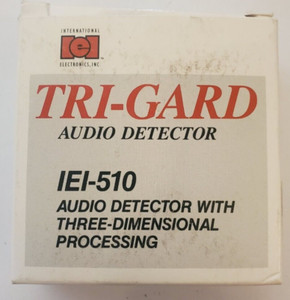 INTERNATIONAL
IEI
ELECTRONICS, INC
TRI-GARD
AUDIO DETECTOR
IEI-510
AUDIO DETECTOR WITH
THREE-DIMENSIONAL
PROCESSING